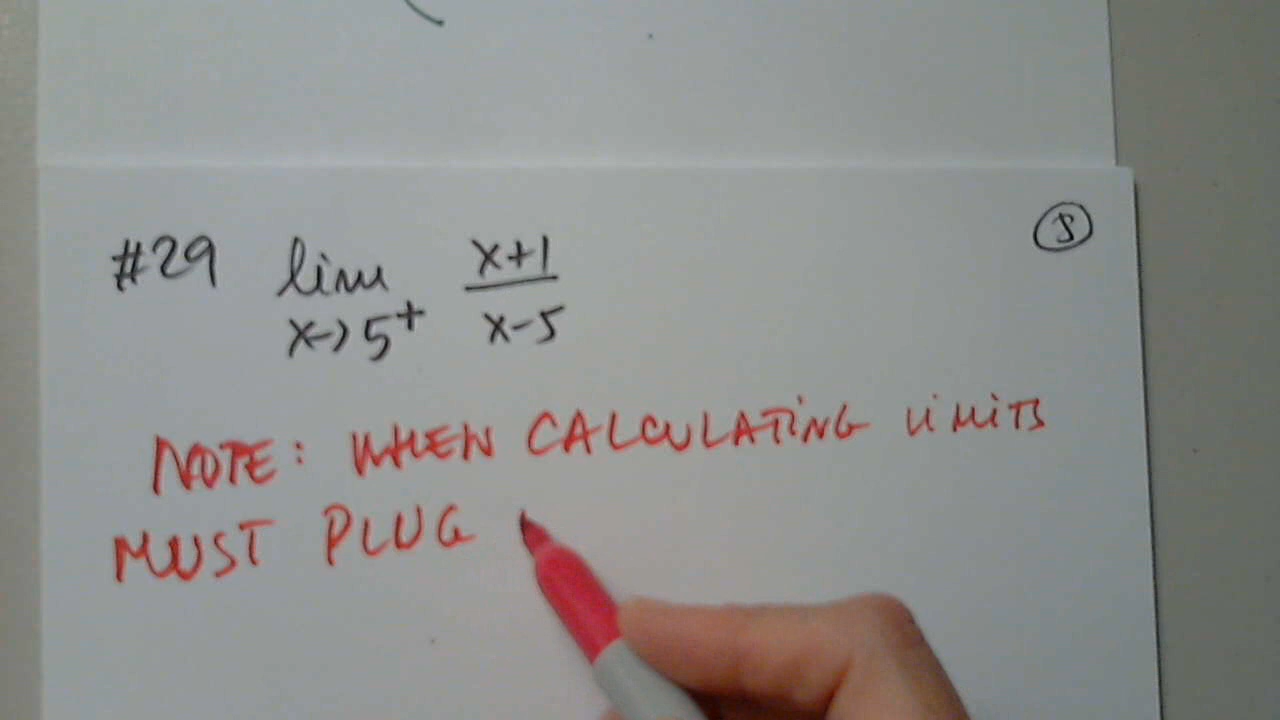 #29 lim x+1
x→5+ x-5
NOTE: WHEN CALCULATING LIMITS
MUST PLUG